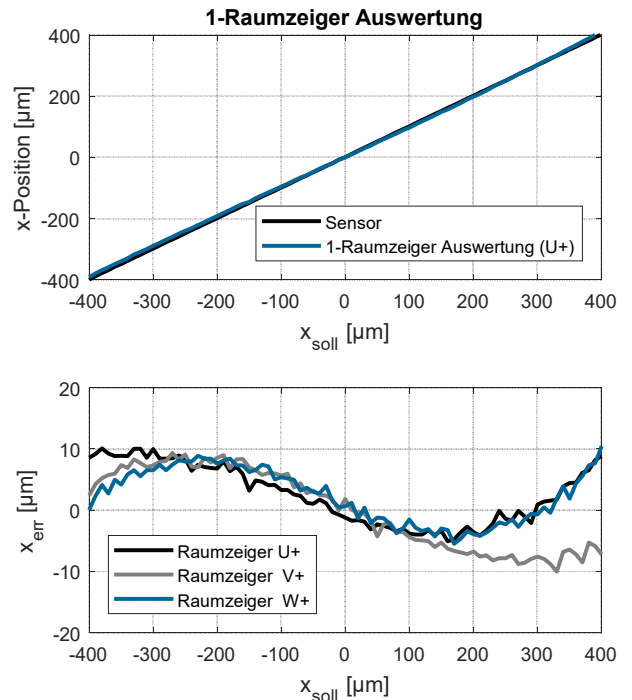 1-Raumzeiger Auswertung
x-Position [µm]
400
200
0
-200
-400
Sensor
1-Raumzeiger Auswertung (U+)
-400 -300 -200 -100 0 100 200 300 400
x_soll [µm]
x_err [µm]
20
10
0
-10
-20
Raumzeiger U+
Raumzeiger V+
Raumzeiger W+
-400 -300 -200 -100 0 100 200 300 400
x_soll [µm]